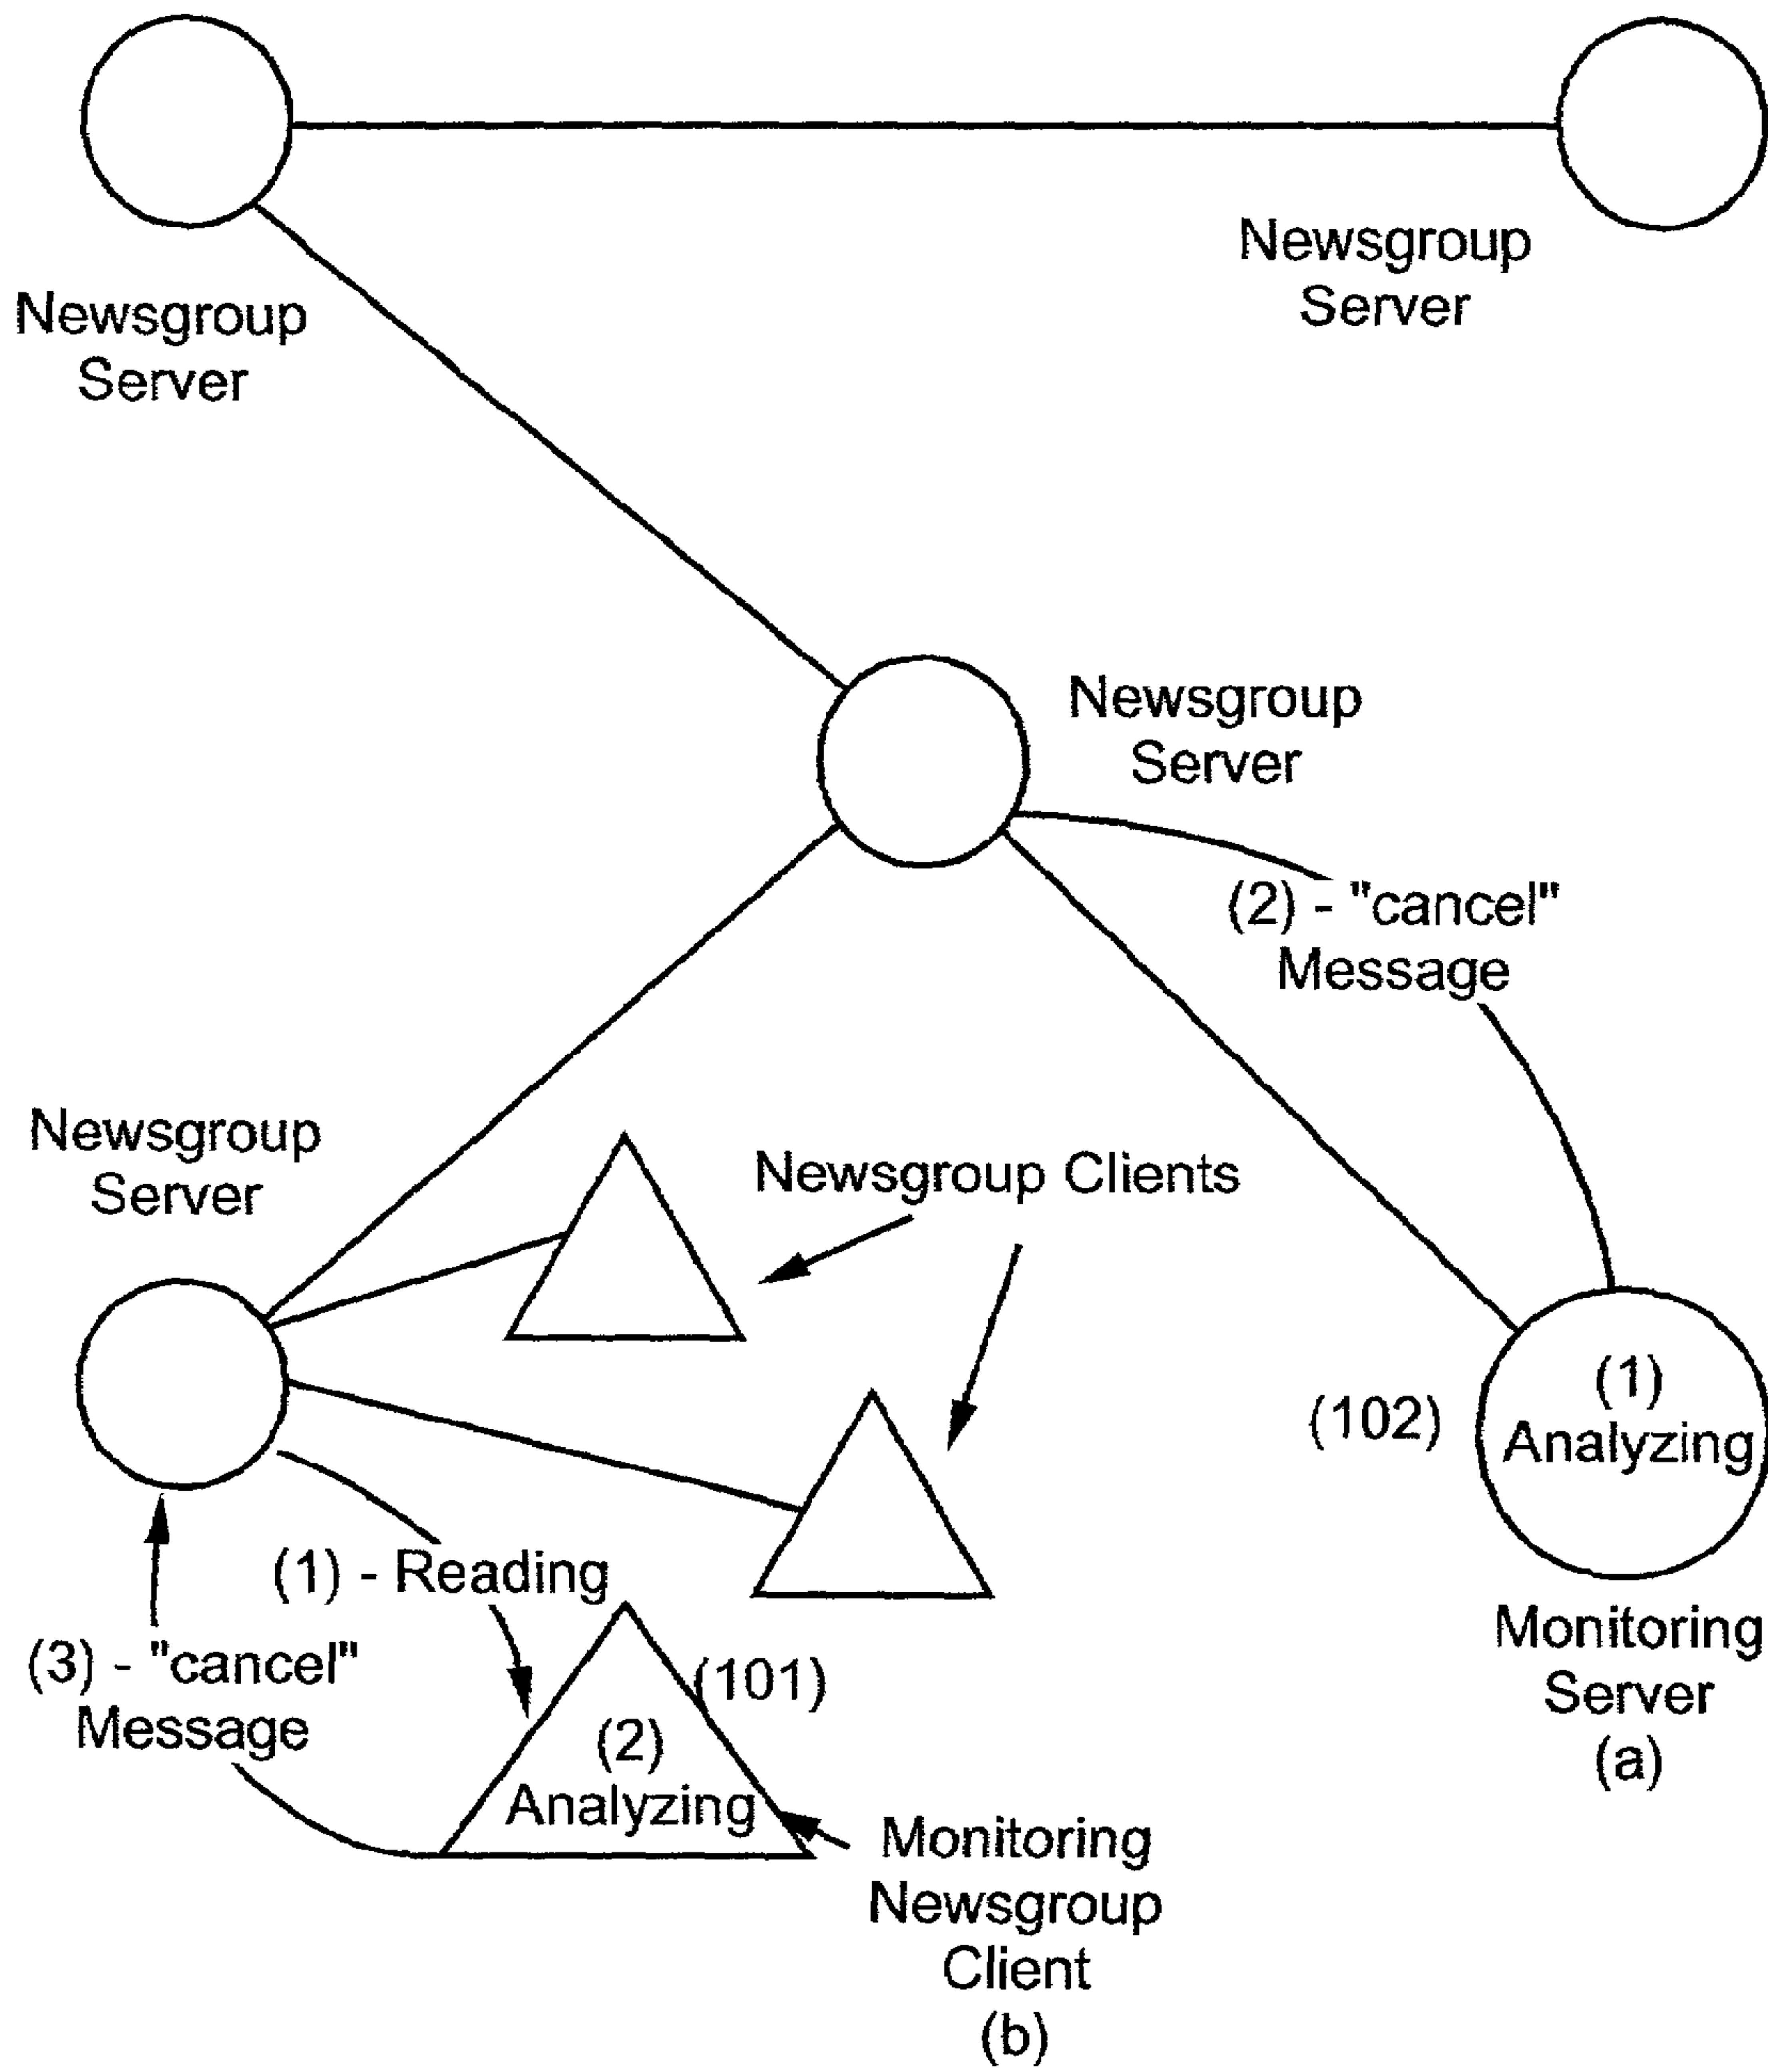 Newsgroup
Server
Newsgroup
Server
Newsgroup
Server
(2) - "cancel"
Message
Newsgroup
Server
Newsgroup Clients
(102)
(1)
Analyzing
Monitoring
Server
(a)
(1) - Reading
(3) - "cancel"
Message
(101)
(2)
Analyzing
Monitoring
Newsgroup
Client
(b)